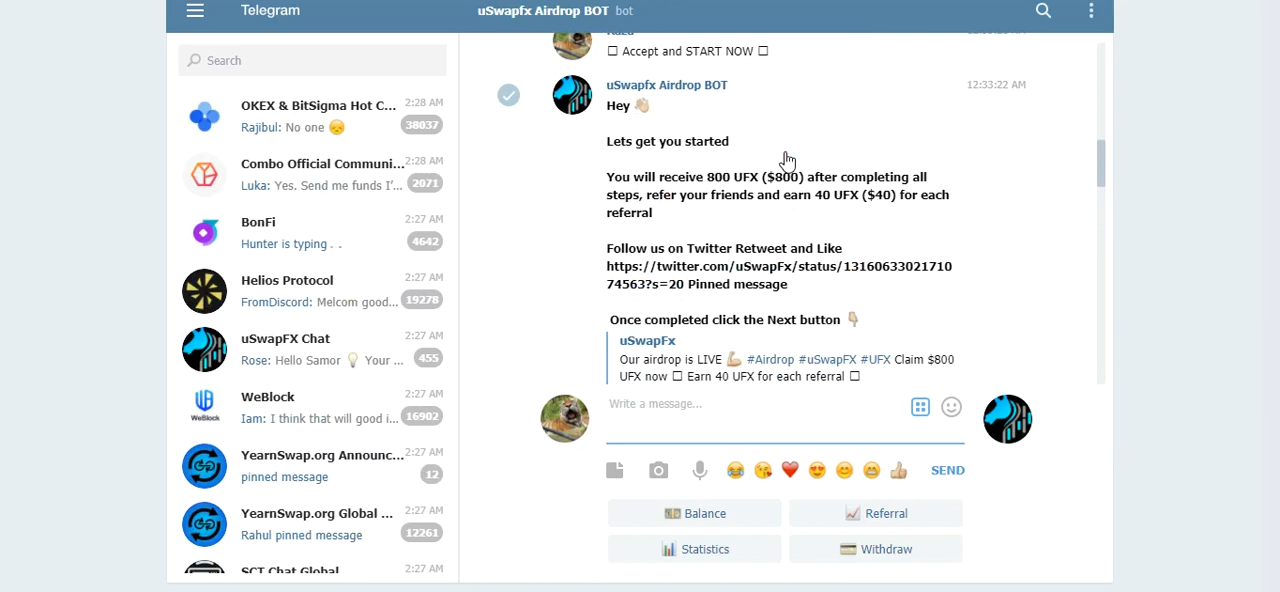 Telegram
uSwapfx Airdrop BOT bot
Search
OKEX & BitSigma Hot C... 2:28 AM
Rajibul: No one 😞 38037
Combo Official Communi... 2:28 AM
Luka: Yes. Send me funds I'... 2071
BonFi 2:27 AM
Hunter is typing . . 4642
Helios Protocol 2:27 AM
FromDiscord: Melcom good... 19278
uSwapFX Chat 2:27 AM
Rose: Hello Samor 💡 Your ... 455
WeBlock 2:27 AM
WeBlock
Iam: I think that will good i... 16902
YearnSwap.org Announc... 2:27 AM
pinned message 12
YearnSwap.org Global ... 2:27 AM
Rahul pinned message 12261
SCT Chat Global 2:27 AM
□ Accept and START NOW □
uSwapfx Airdrop BOT 12:33:22 AM
Hey 👋🏻
Lets get you started
You will receive 800 UFX ($800) after completing all
steps, refer your friends and earn 40 UFX ($40) for each
referral
Follow us on Twitter Retweet and Like
https://twitter.com/uSwapFx/status/13160633021710
74563?s=20 Pinned message
Once completed click the Next button 👇🏻
uSwapFx
Our airdrop is LIVE 💪🏻 #Airdrop #uSwapFX #UFX Claim $800
UFX now □ Earn 40 UFX for each referral □
Write a message...
SEND
Balance
Referral
Statistics
Withdraw